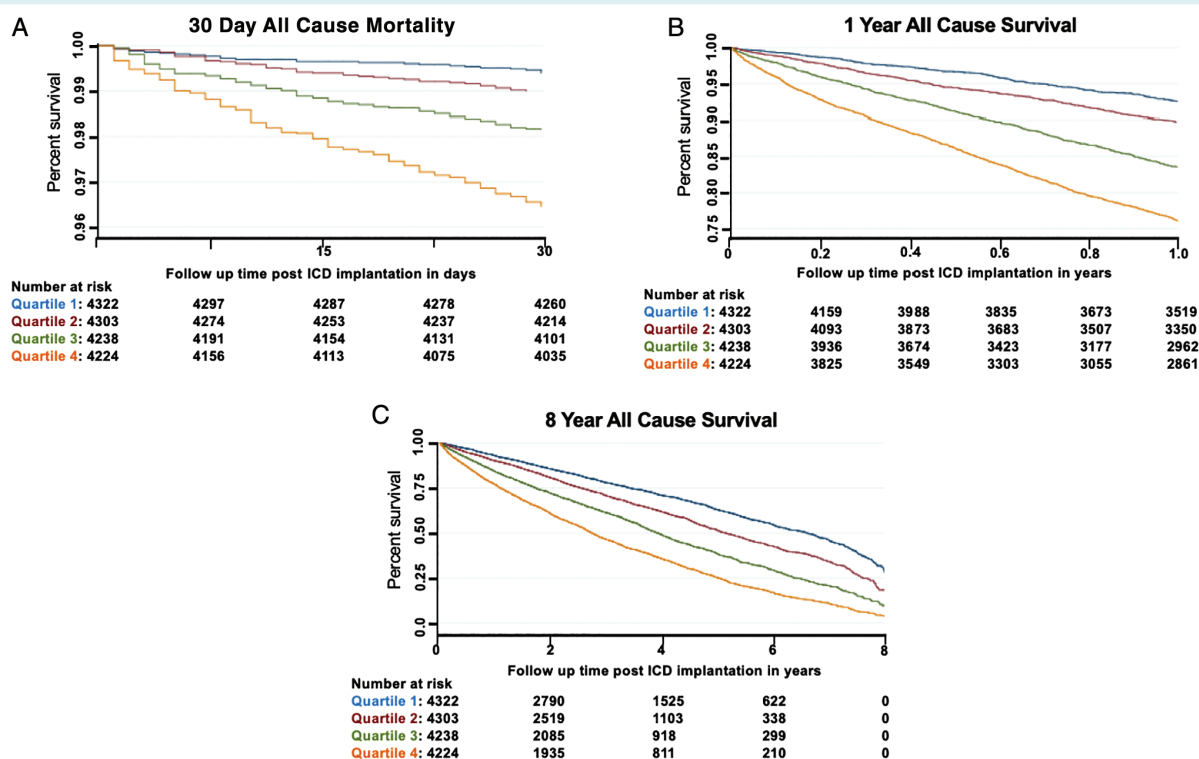 A
30 Day All Cause Mortality
Percent survival
1.00
0.99
0.98
0.97
0.96
15
30
Follow up time post ICD implantation in days
Number at risk
Quartile 1: 4322 4297 4287 4278 4260
Quartile 2: 4303 4274 4253 4237 4214
Quartile 3: 4238 4191 4154 4131 4101
Quartile 4: 4224 4156 4113 4075 4035
B
1 Year All Cause Survival
Percent survival
1.00
0.95
0.90
0.85
0.80
0.75
0 0.2 0.4 0.6 0.8 1.0
Follow up time post ICD implantation in years
Number at risk
Quartile 1: 4322 4159 3988 3835 3673 3519
Quartile 2: 4303 4093 3873 3683 3507 3350
Quartile 3: 4238 3936 3674 3423 3177 2962
Quartile 4: 4224 3825 3549 3303 3055 2861
C
8 Year All Cause Survival
Percent survival
1.00
0.75
0.50
0.25
0.0
0 2 4 6 8
Follow up time post ICD implantation in years
Number at risk
Quartile 1: 4322 2790 1525 622 0
Quartile 2: 4303 2519 1103 338 0
Quartile 3: 4238 2085 918 299 0
Quartile 4: 4224 1935 811 210 0